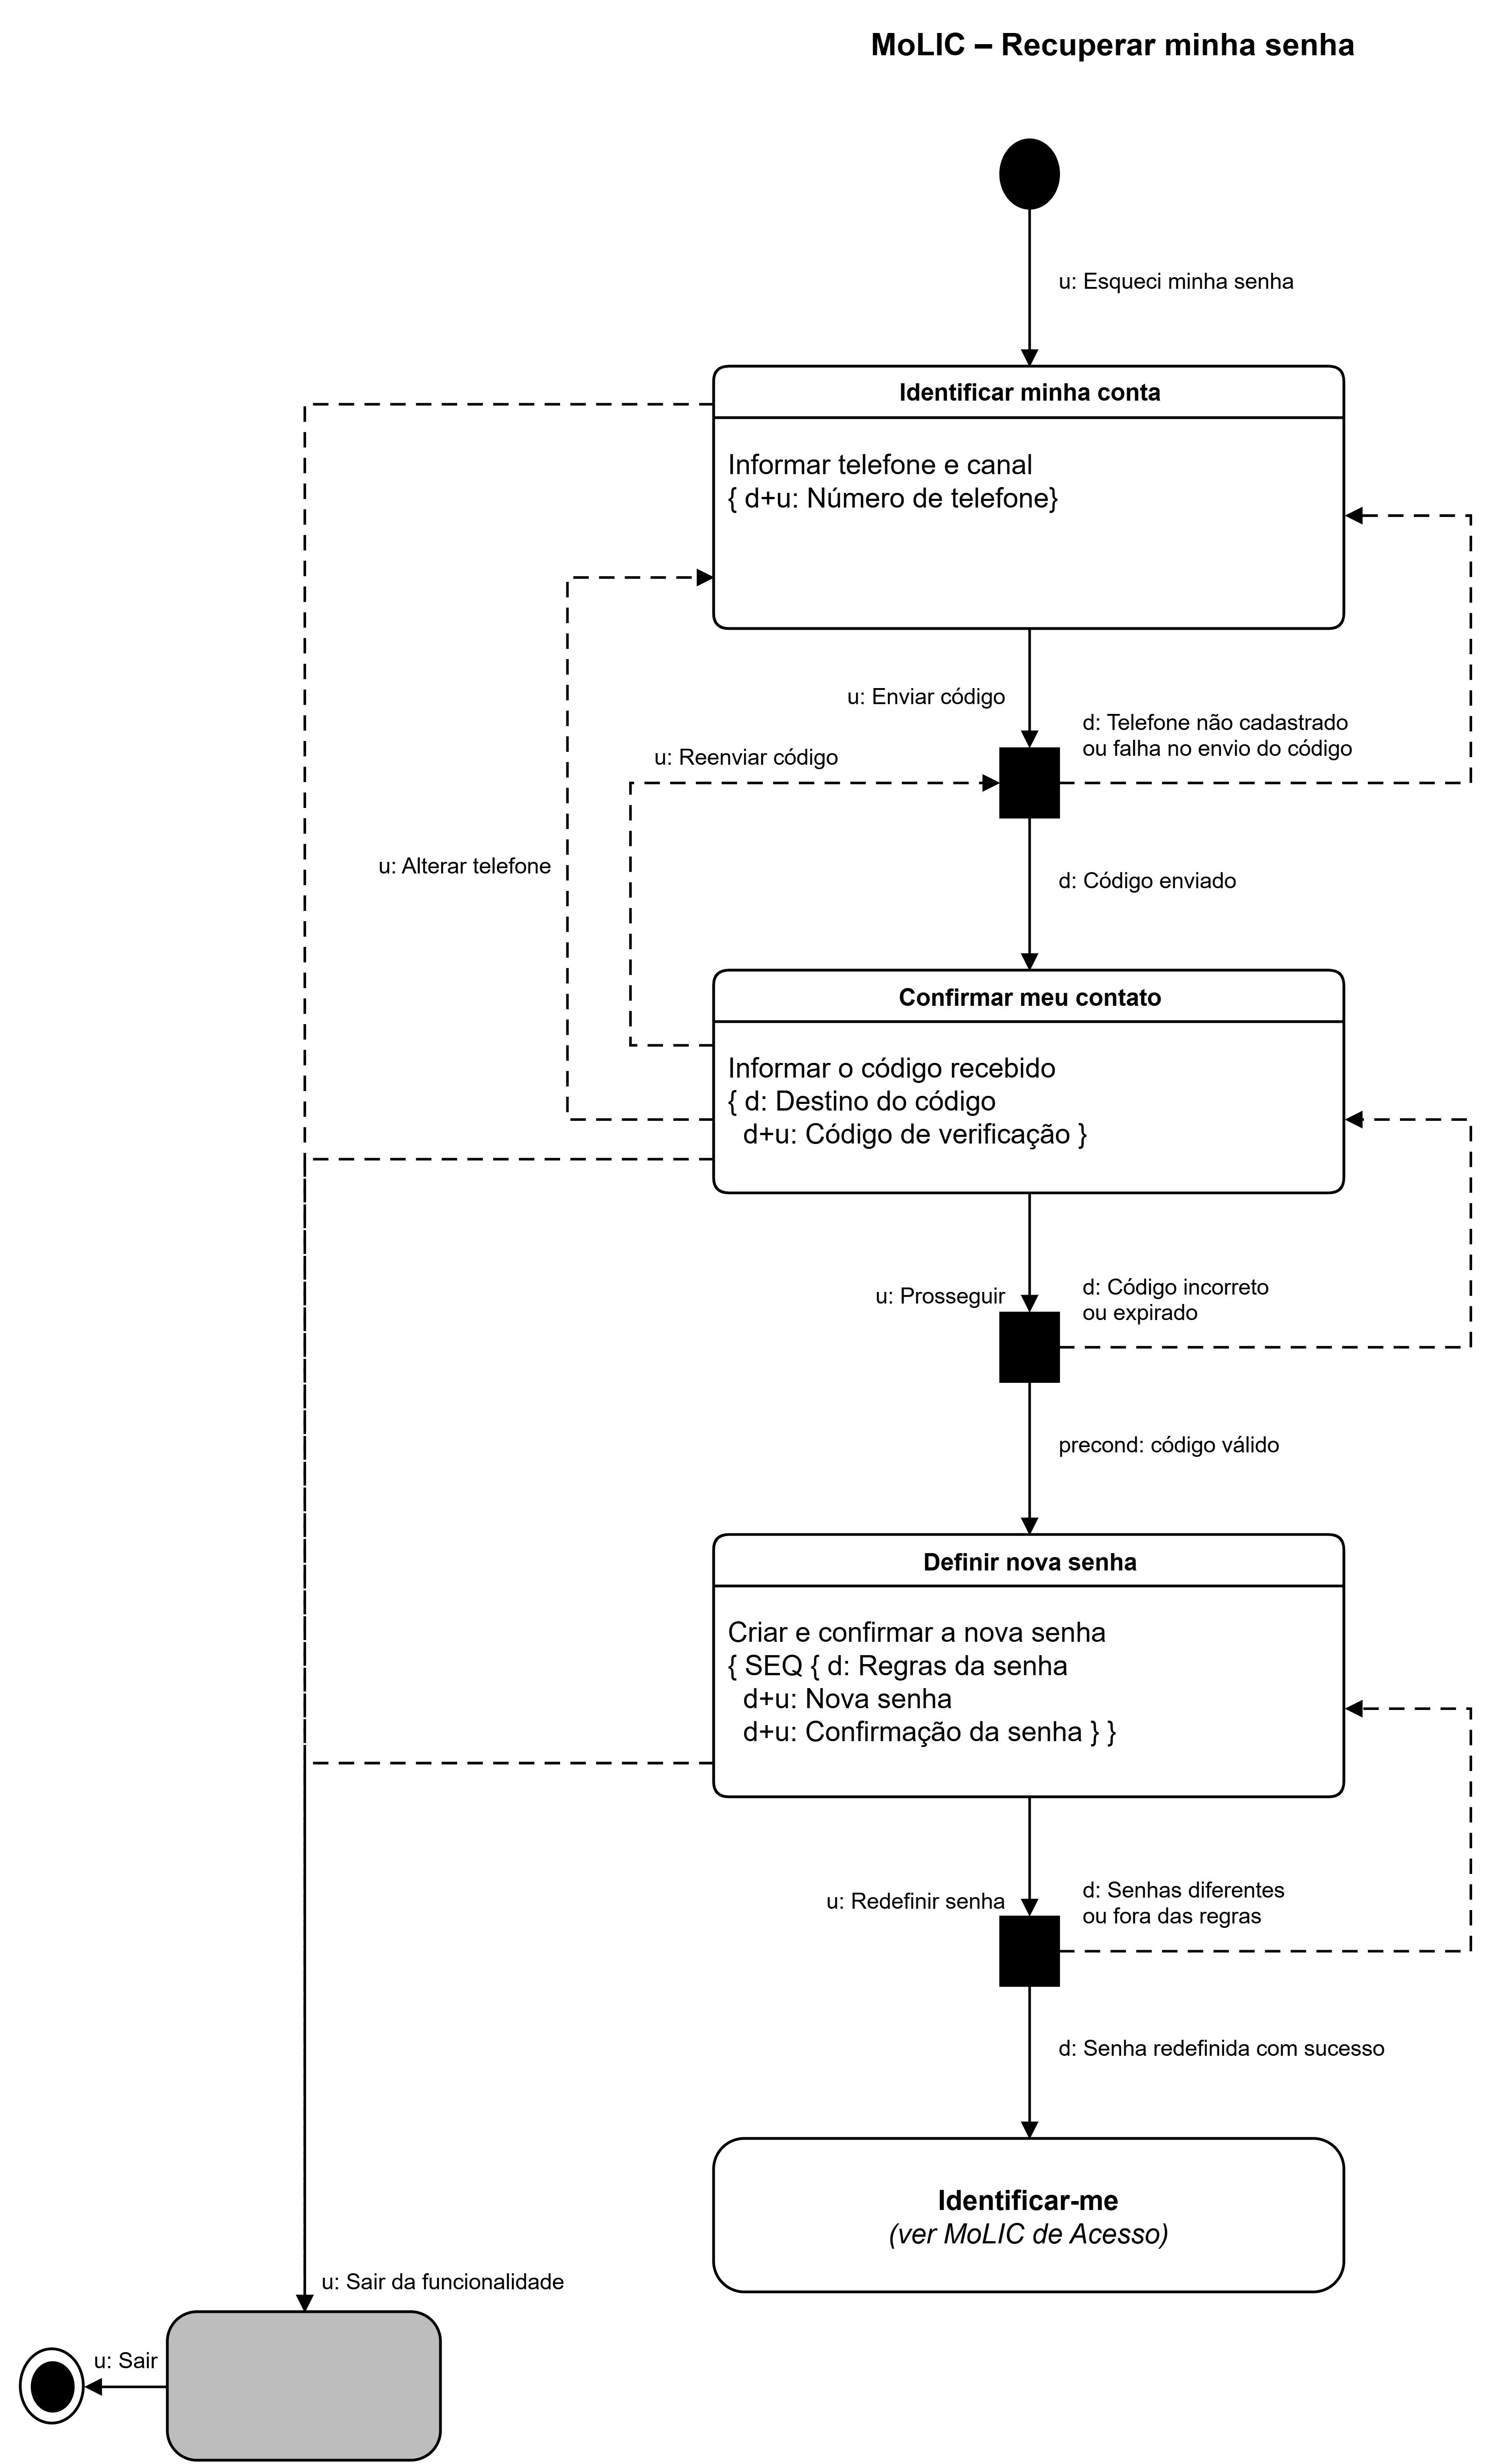 MoLIC – Recuperar minha senha
u: Esqueci minha senha
Identificar minha conta
Informar telefone e canal
{ d+u: Número de telefone}
u: Enviar código
d: Telefone não cadastrado
ou falha no envio do código
u: Reenviar código
u: Alterar telefone
d: Código enviado
Confirmar meu contato
Informar o código recebido
{ d: Destino do código
d+u: Código de verificação }
u: Prosseguir
d: Código incorreto
ou expirado
precond: código válido
Definir nova senha
Criar e confirmar a nova senha
{ SEQ { d: Regras da senha
d+u: Nova senha
d+u: Confirmação da senha } }
u: Redefinir senha
d: Senhas diferentes
ou fora das regras
d: Senha redefinida com sucesso
Identificar-me
(ver MoLIC de Acesso)
u: Sair da funcionalidade
u: Sair